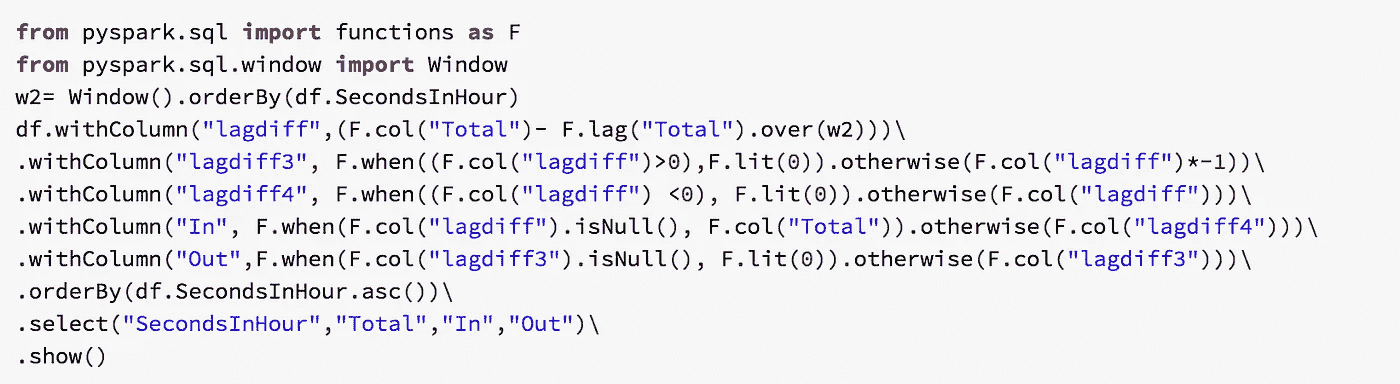 from pyspark.sql import functions as F
from pyspark.sql.window import Window
w2= Window().orderBy(df.SecondsInHour)
df.withColumn("lagdiff",(F.col("Total")- F.lag("Total").over(w2)))\
.withColumn("lagdiff3", F.when((F.col("lagdiff")>0),F.lit(0)).otherwise(F.col("lagdiff")*-1))\
.withColumn("lagdiff4", F.when((F.col("lagdiff") <0), F.lit(0)).otherwise(F.col("lagdiff")))\
.withColumn("In", F.when(F.col("lagdiff").isNull(), F.col("Total")).otherwise(F.col("lagdiff4")))\
.withColumn("Out",F.when(F.col("lagdiff3").isNull(), F.lit(0)).otherwise(F.col("lagdiff3")))\
.orderBy(df.SecondsInHour.asc())\
.select("SecondsInHour","Total","In","Out")\
.show()